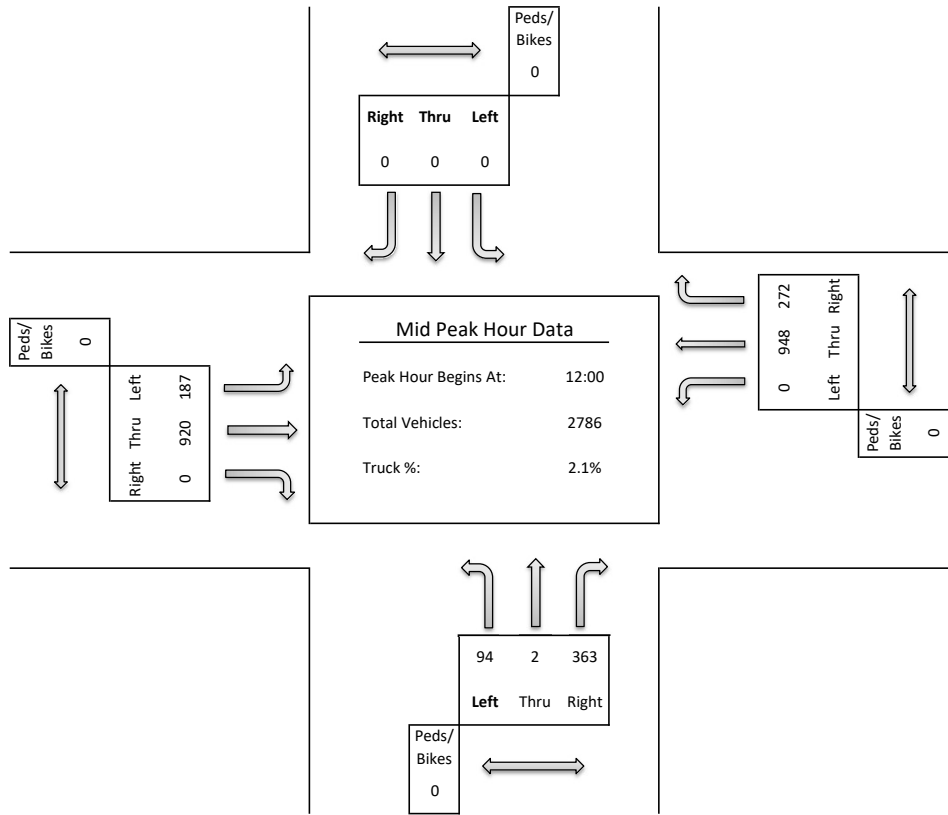 Peds/
Bikes
0
Right Thru Left
0 0 0
272 Right
948 Thru
0 Left
Peds/
Bikes
0
Mid Peak Hour Data
Peak Hour Begins At: 12:00
Total Vehicles: 2786
Truck %: 2.1%
Peds/
Bikes
0
Left 187
Thru 920
Right 0
94 2 363
Left Thru Right
Peds/
Bikes
0